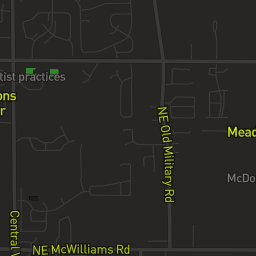 tist practices
ons
r
NE Old Military Rd
Mead
McDo
Central V
NE McWilliams Rd